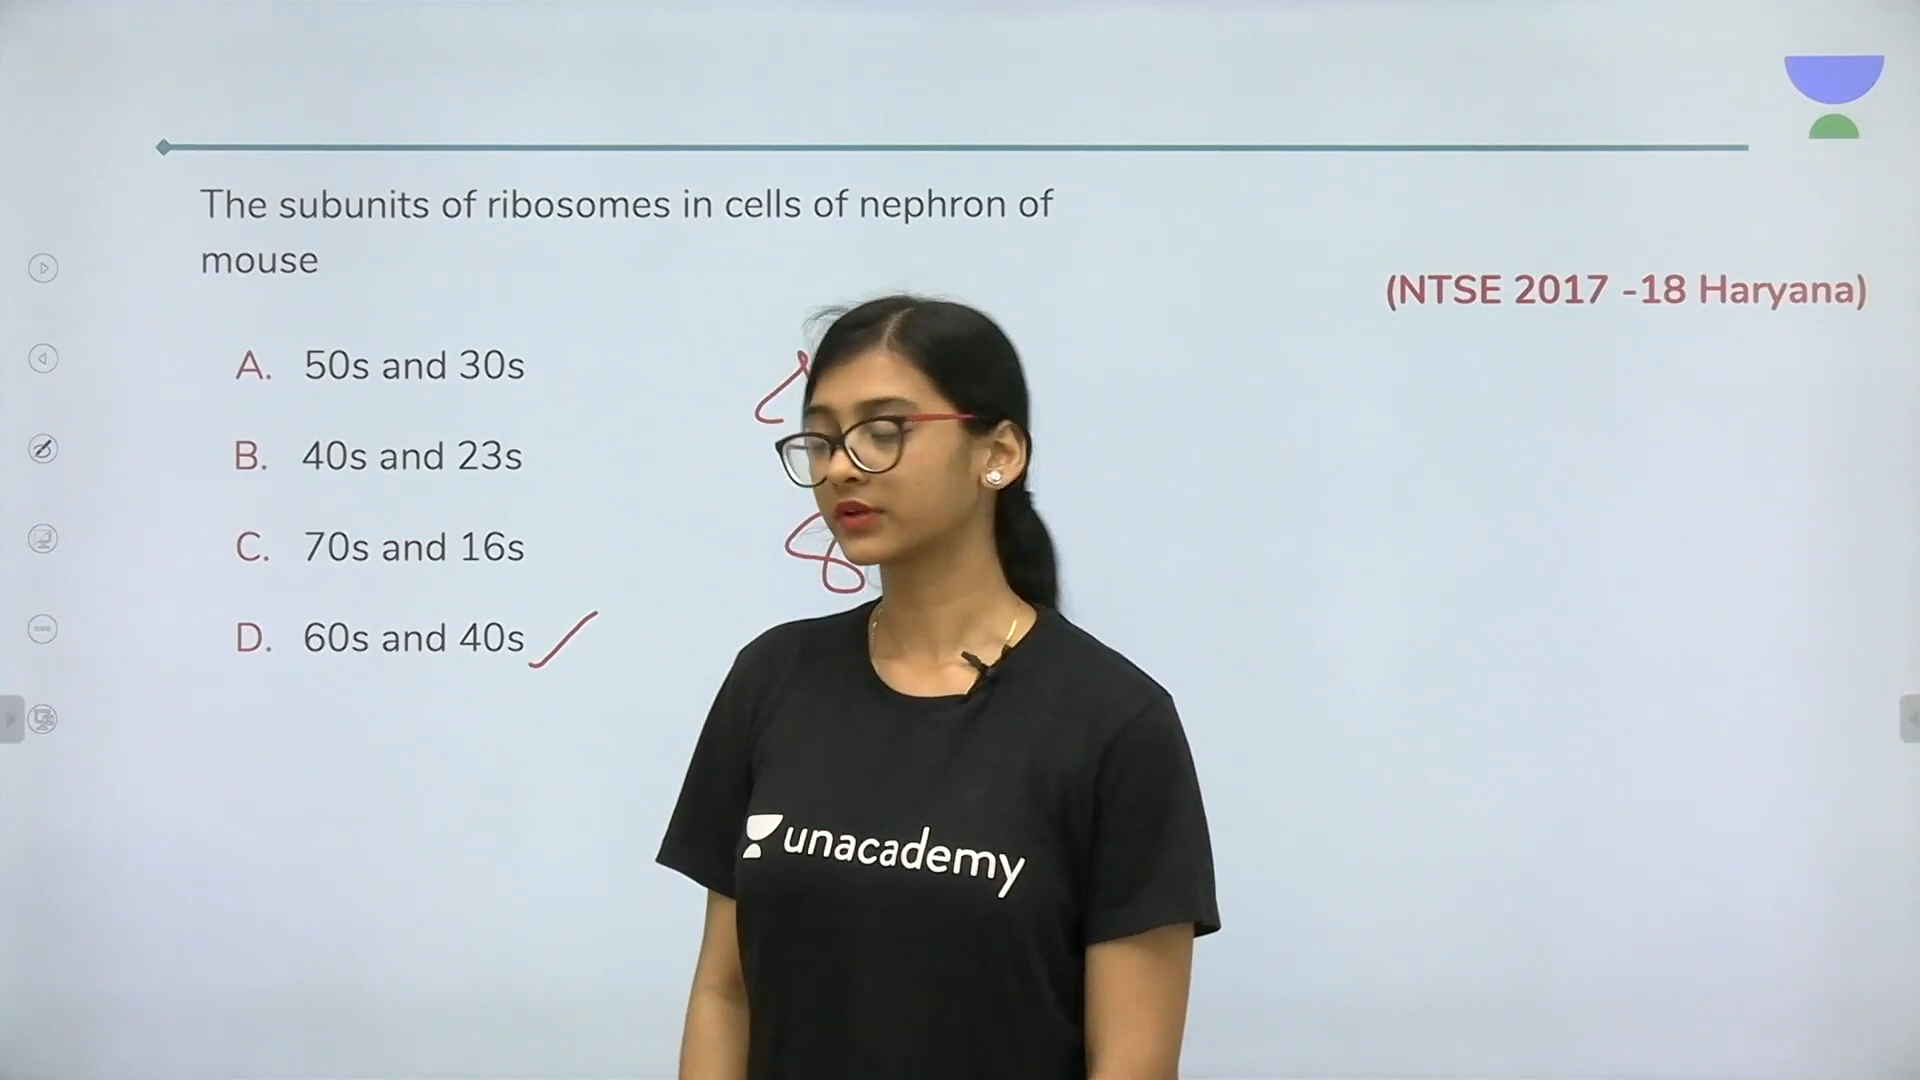 The subunits of ribosomes in cells of nephron of
mouse
(NTSE 2017 -18 Haryana)
A. 50s and 30s
B. 40s and 23s
C. 70s and 16s
D. 60s and 40s
8
unacademy